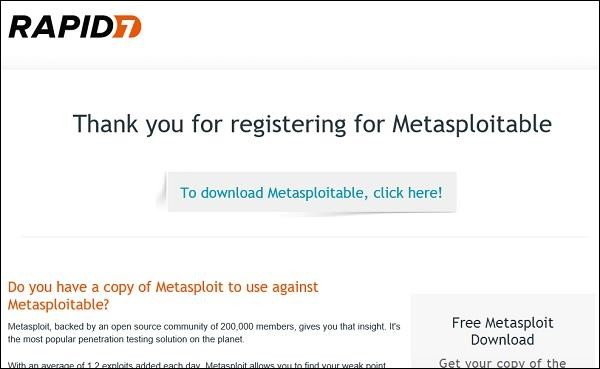 RAPID7
Thank you for registering for Metasploitable
To download Metasploitable, click here!
Do you have a copy of Metasploit to use against
Metasploitable?
Metasploit, backed by an open source community of 200,000 members, gives you that insight. It's
the most popular penetration testing solution on the planet.
With an average of 1.2 exploits added each day, Metasploit allows you to find your weak point
Free Metasploit
Download
Get your copy of the